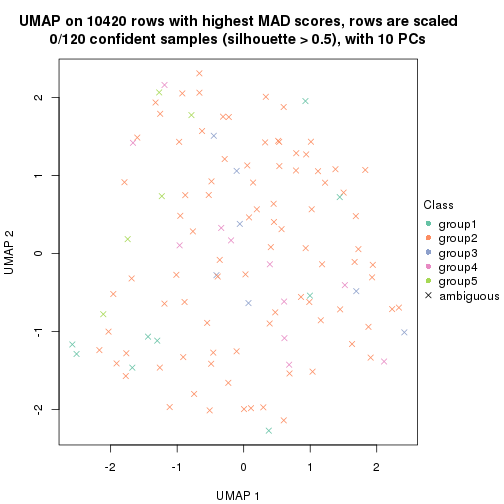 UMAP on 10420 rows with highest MAD scores, rows are scaled
0/120 confident samples (silhouette > 0.5), with 10 PCs
UMAP 2
2
1
0
-1
-2
-2
-1
0
1
2
UMAP 1
Class
group1
group2
group3
group4
group5
ambiguous